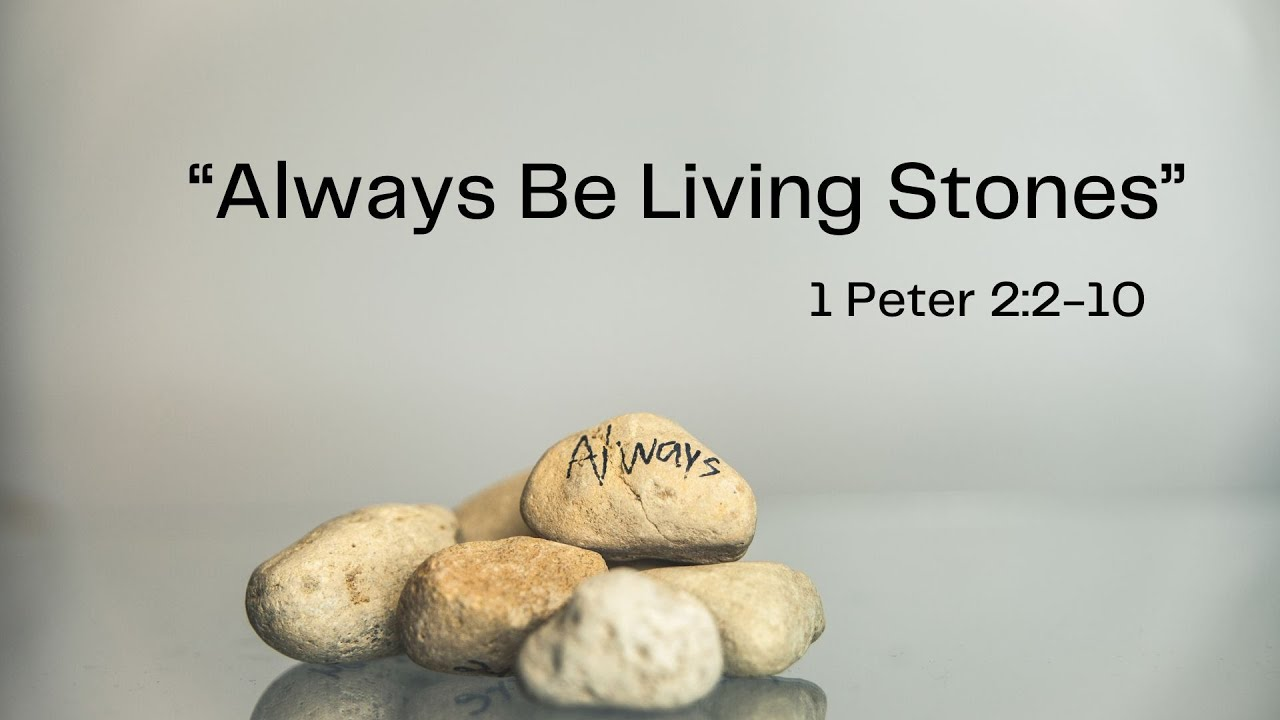 “Always Be Living Stones”
1 Peter 2:2-10
Always